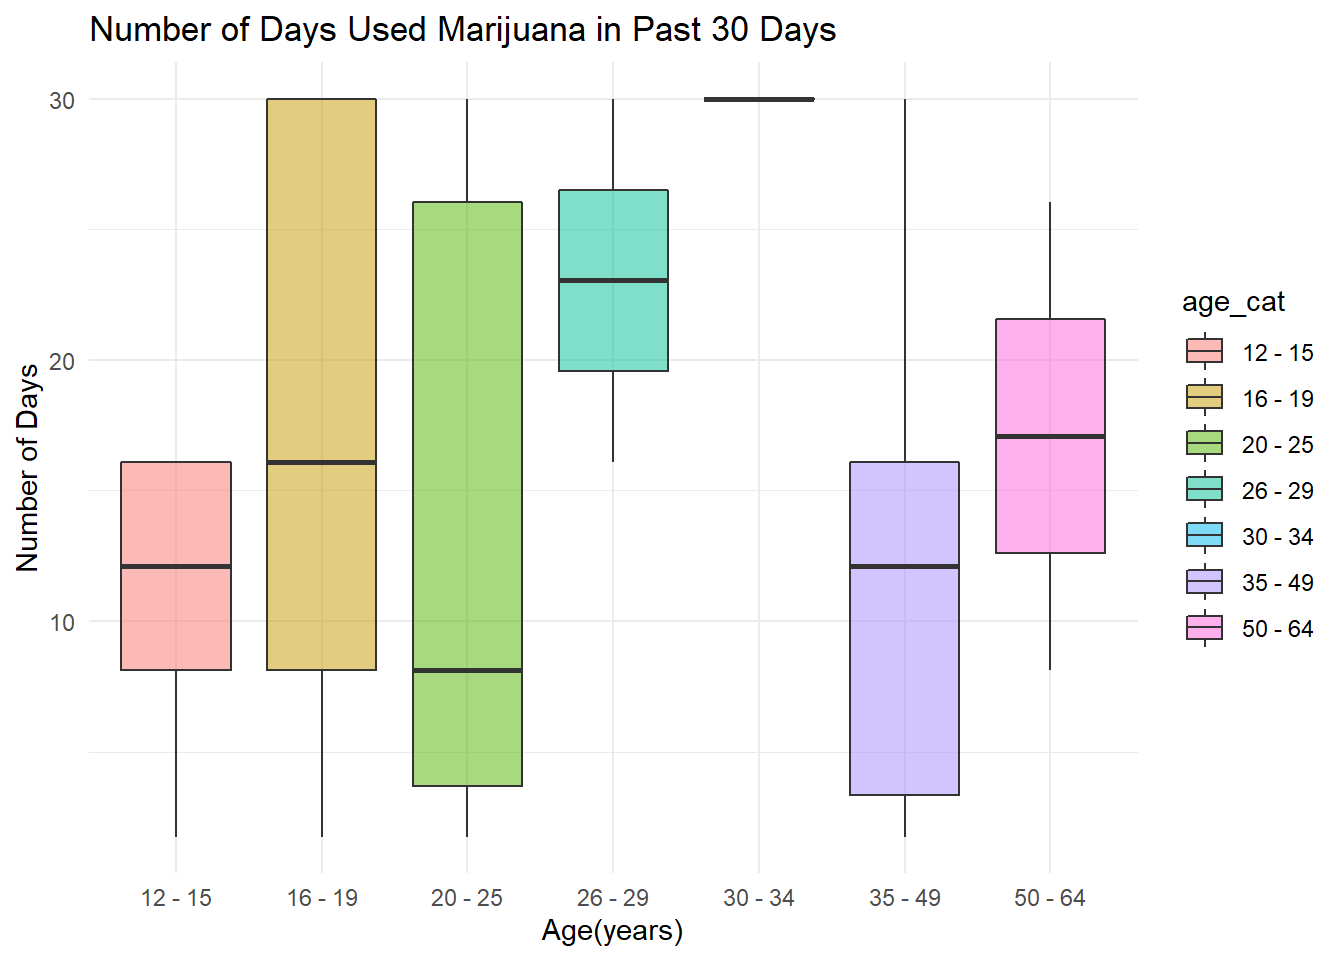 Number of Days Used Marijuana in Past 30 Days
Number of Days
30
20
10
12 - 15
16 - 19
20 - 25
26 - 29
30 - 34
35 - 49
50 - 64
Age(years)
age_cat
12 - 15
16 - 19
20 - 25
26 - 29
30 - 34
35 - 49
50 - 64